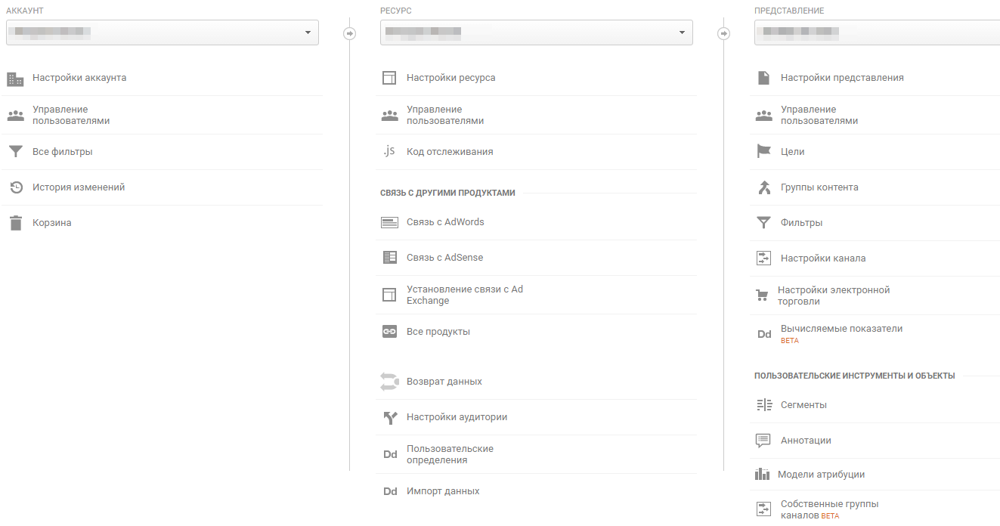 АККАУНТ
Настройки аккаунта
Управление
пользователями
Все фильтры
История изменений
Корзина
РЕСУРС
Настройки ресурса
Управление
пользователями
.js Код отслеживания
СВЯЗЬ С ДРУГИМИ ПРОДУКТАМИ
Связь с AdWords
Связь с AdSense
Установление связи с Ad
Exchange
Все продукты
Возврат данных
Настройки аудитории
Dd Пользовательские
определения
Dd Импорт данных
ПРЕДСТАВЛЕНИЕ
Настройки представления
Управление
пользователями
Цели
Группы контента
Фильтры
Настройки канала
Настройки электронной
торговли
Dd Вычисляемые показатели
BETA
ПОЛЬЗОВАТЕЛЬСКИЕ ИНСТРУМЕНТЫ И ОБЪЕКТЫ
Сегменты
Аннотации
Модели атрибуции
Собственные группы
каналов BETA